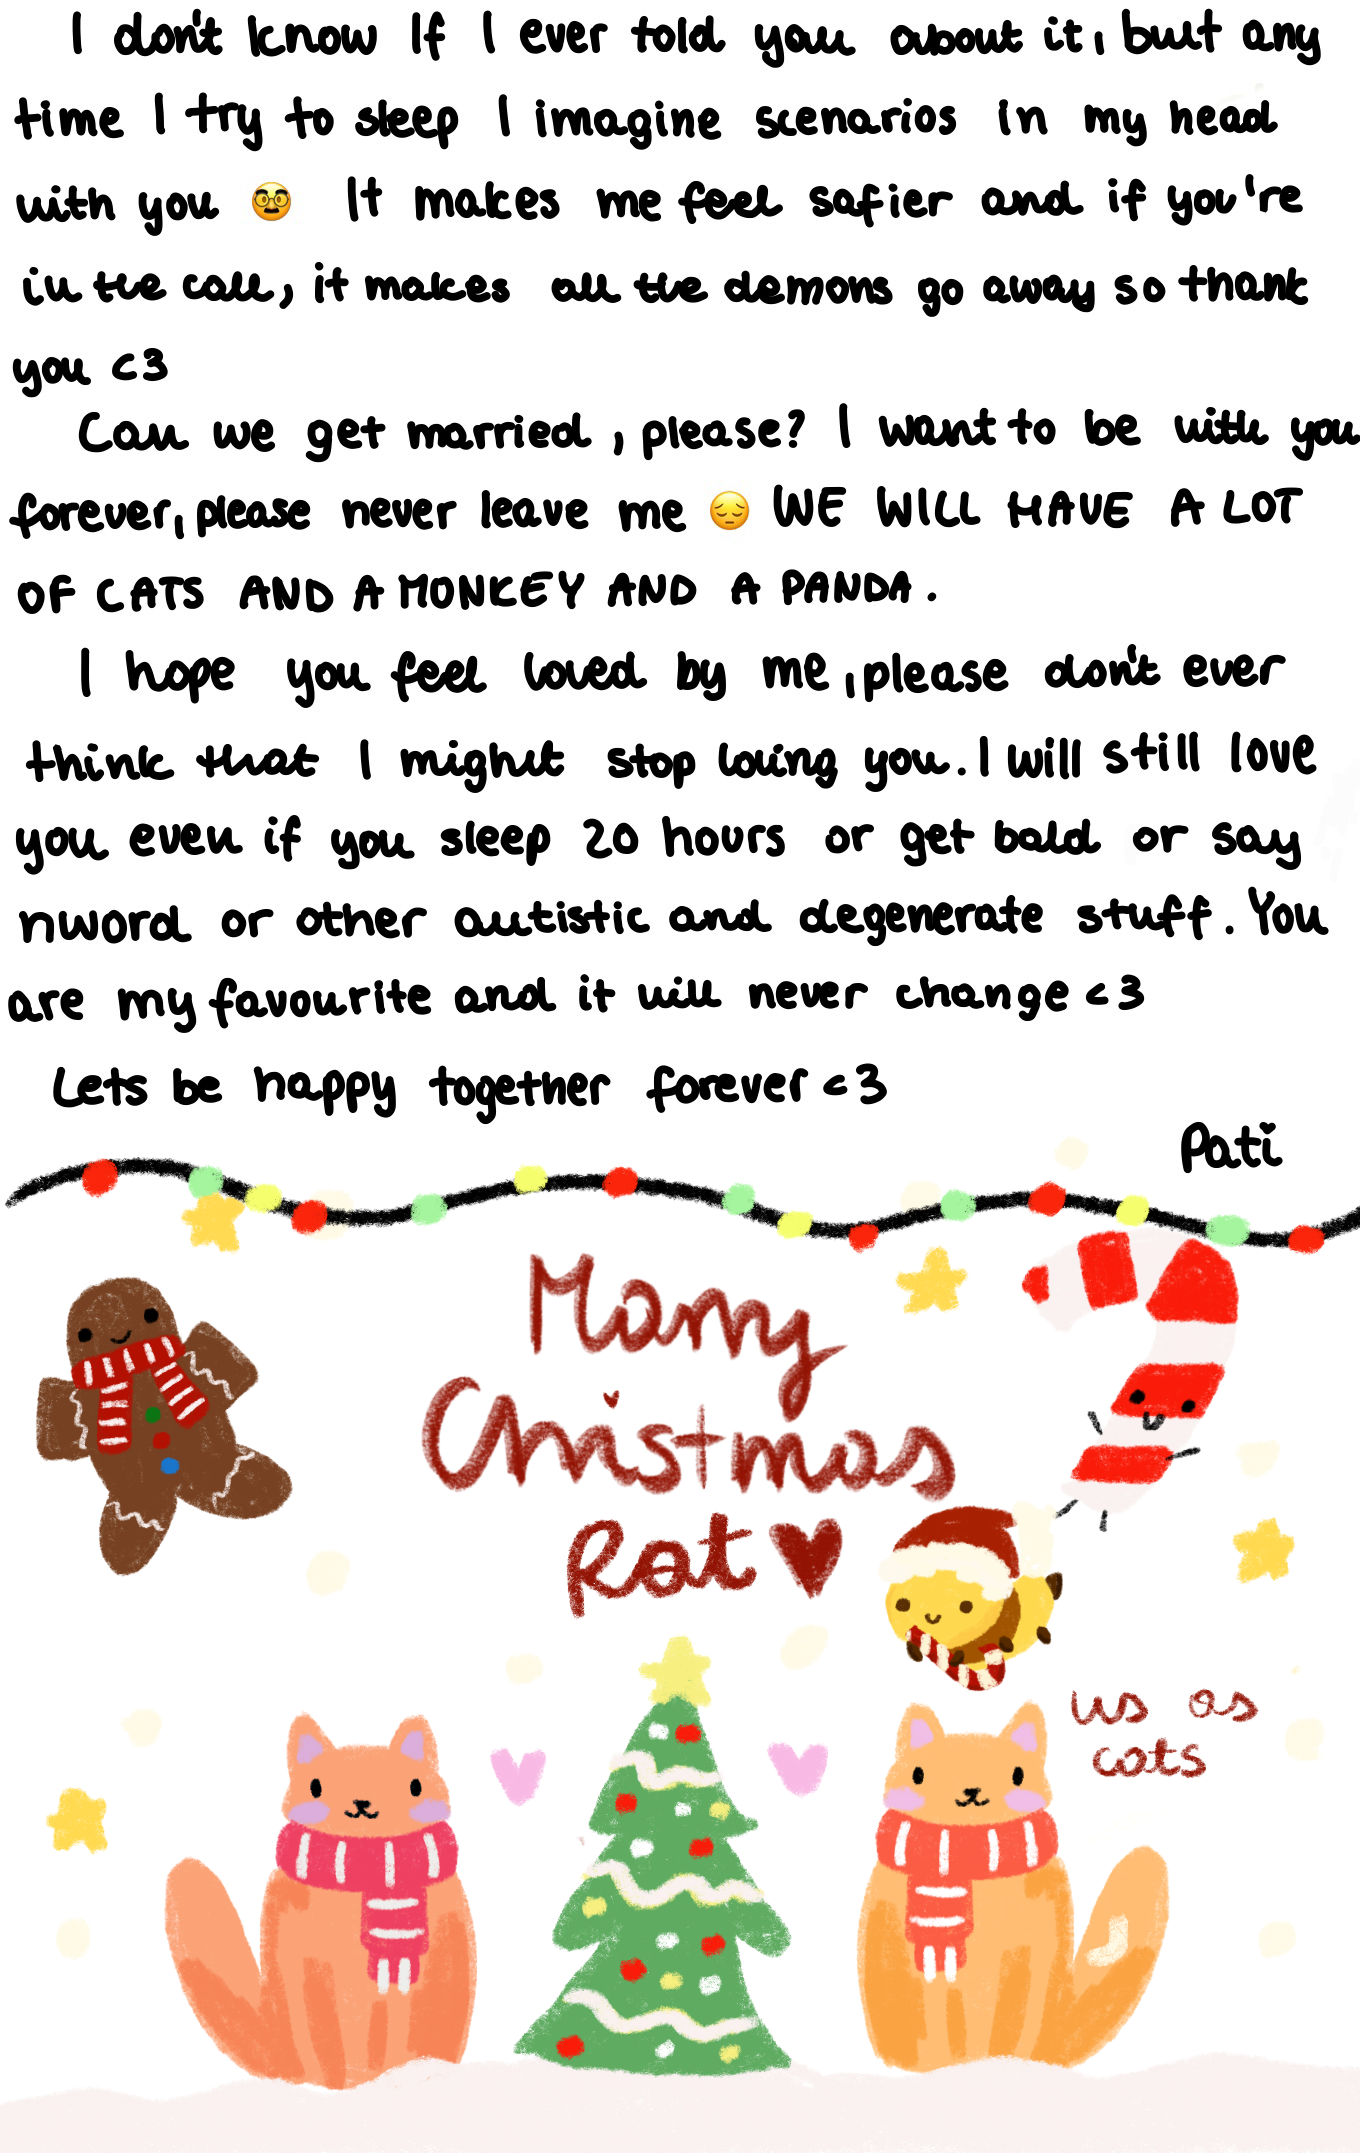 I don't know If I ever told you about it, but any
time I try to sleep I imagine scenarios in my head
with you 🥸 It makes me feel safier and if you're
in the call, it makes all the demons go away so thank
you <3
Can we get married, please? I want to be with you
forever, please never leave me 😔 WE WILL HAVE A LOT
OF CATS AND A MONKEY AND A PANDA.
I hope you feel loved by me, please don't ever
think that I might stop loving you. I will still love
you even if you sleep 20 hours or get bald or say
nword or other autistic and degenerate stuff. You
are my favourite and it will never change <3
Lets be happy together forever <3
Pati
Marry
Christmas
Rat ♥
us as
cats